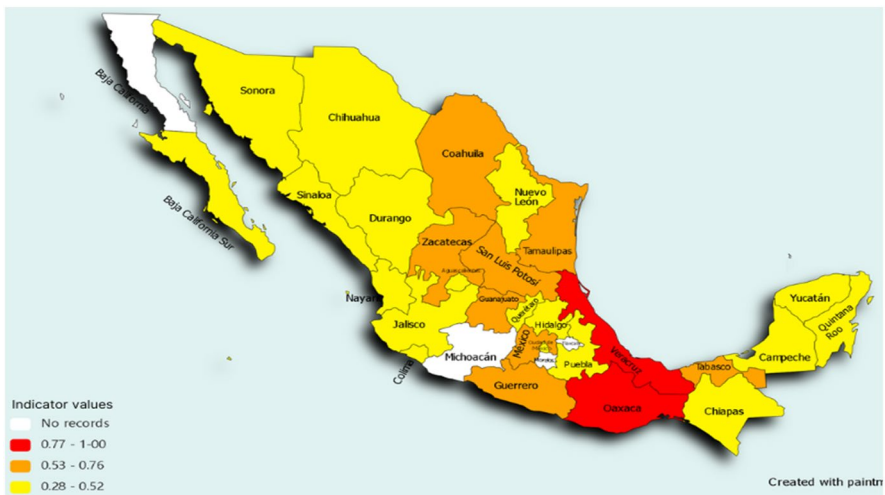 Baja California
Sonora
Chihuahua
Coahuila
Baja California Sur
Sinaloa
Durango
Nuevo
León
Zacatecas
San Luis Potosí
Tamaulipas
Nayarit
Aguascalientes
Guanajuato
Querétaro
Hidalgo
Jalisco
Colima
Michoacán
México
Puebla
Veracruz
Guerrero
Oaxaca
Tabasco
Chiapas
Campeche
Yucatán
Quintana
Roo
Indicator values
No records
0.77 - 1-00
0.53 - 0.76
0.28 - 0.52
Created with paintm